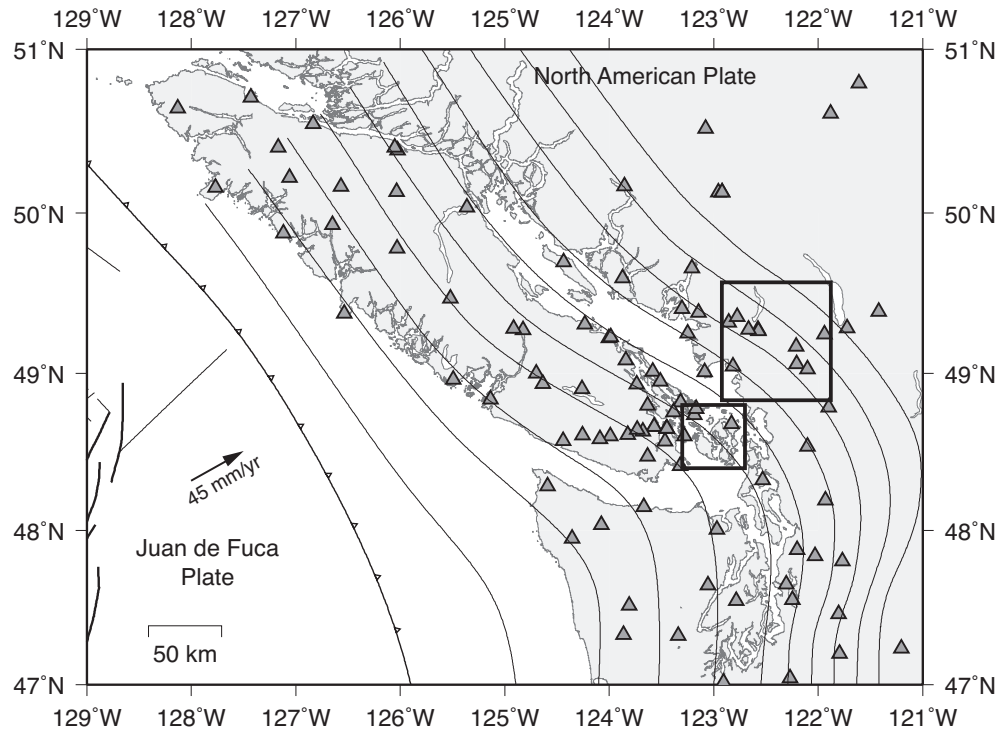 129˚W 128˚W 127˚W 126˚W 125˚W 124˚W 123˚W 122˚W 121˚W
51˚N 51˚N
North American Plate
50˚N 50˚N
49˚N 49˚N
45 mm/yr
48˚N 48˚N
Juan de Fuca
Plate
50 km
47˚N 47˚N
129˚W 128˚W 127˚W 126˚W 125˚W 124˚W 123˚W 122˚W 121˚W